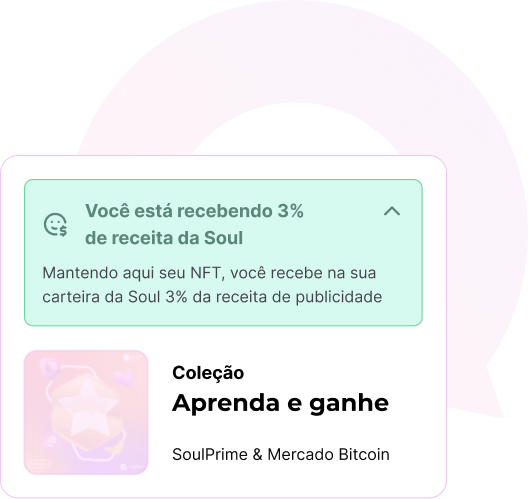 Você está recebendo 3%
de receita da Soul
Mantendo aqui seu NFT, você recebe na sua
carteira da Soul 3% da receita de publicidade
Coleção
Aprenda e ganhe
SoulPrime & Mercado Bitcoin